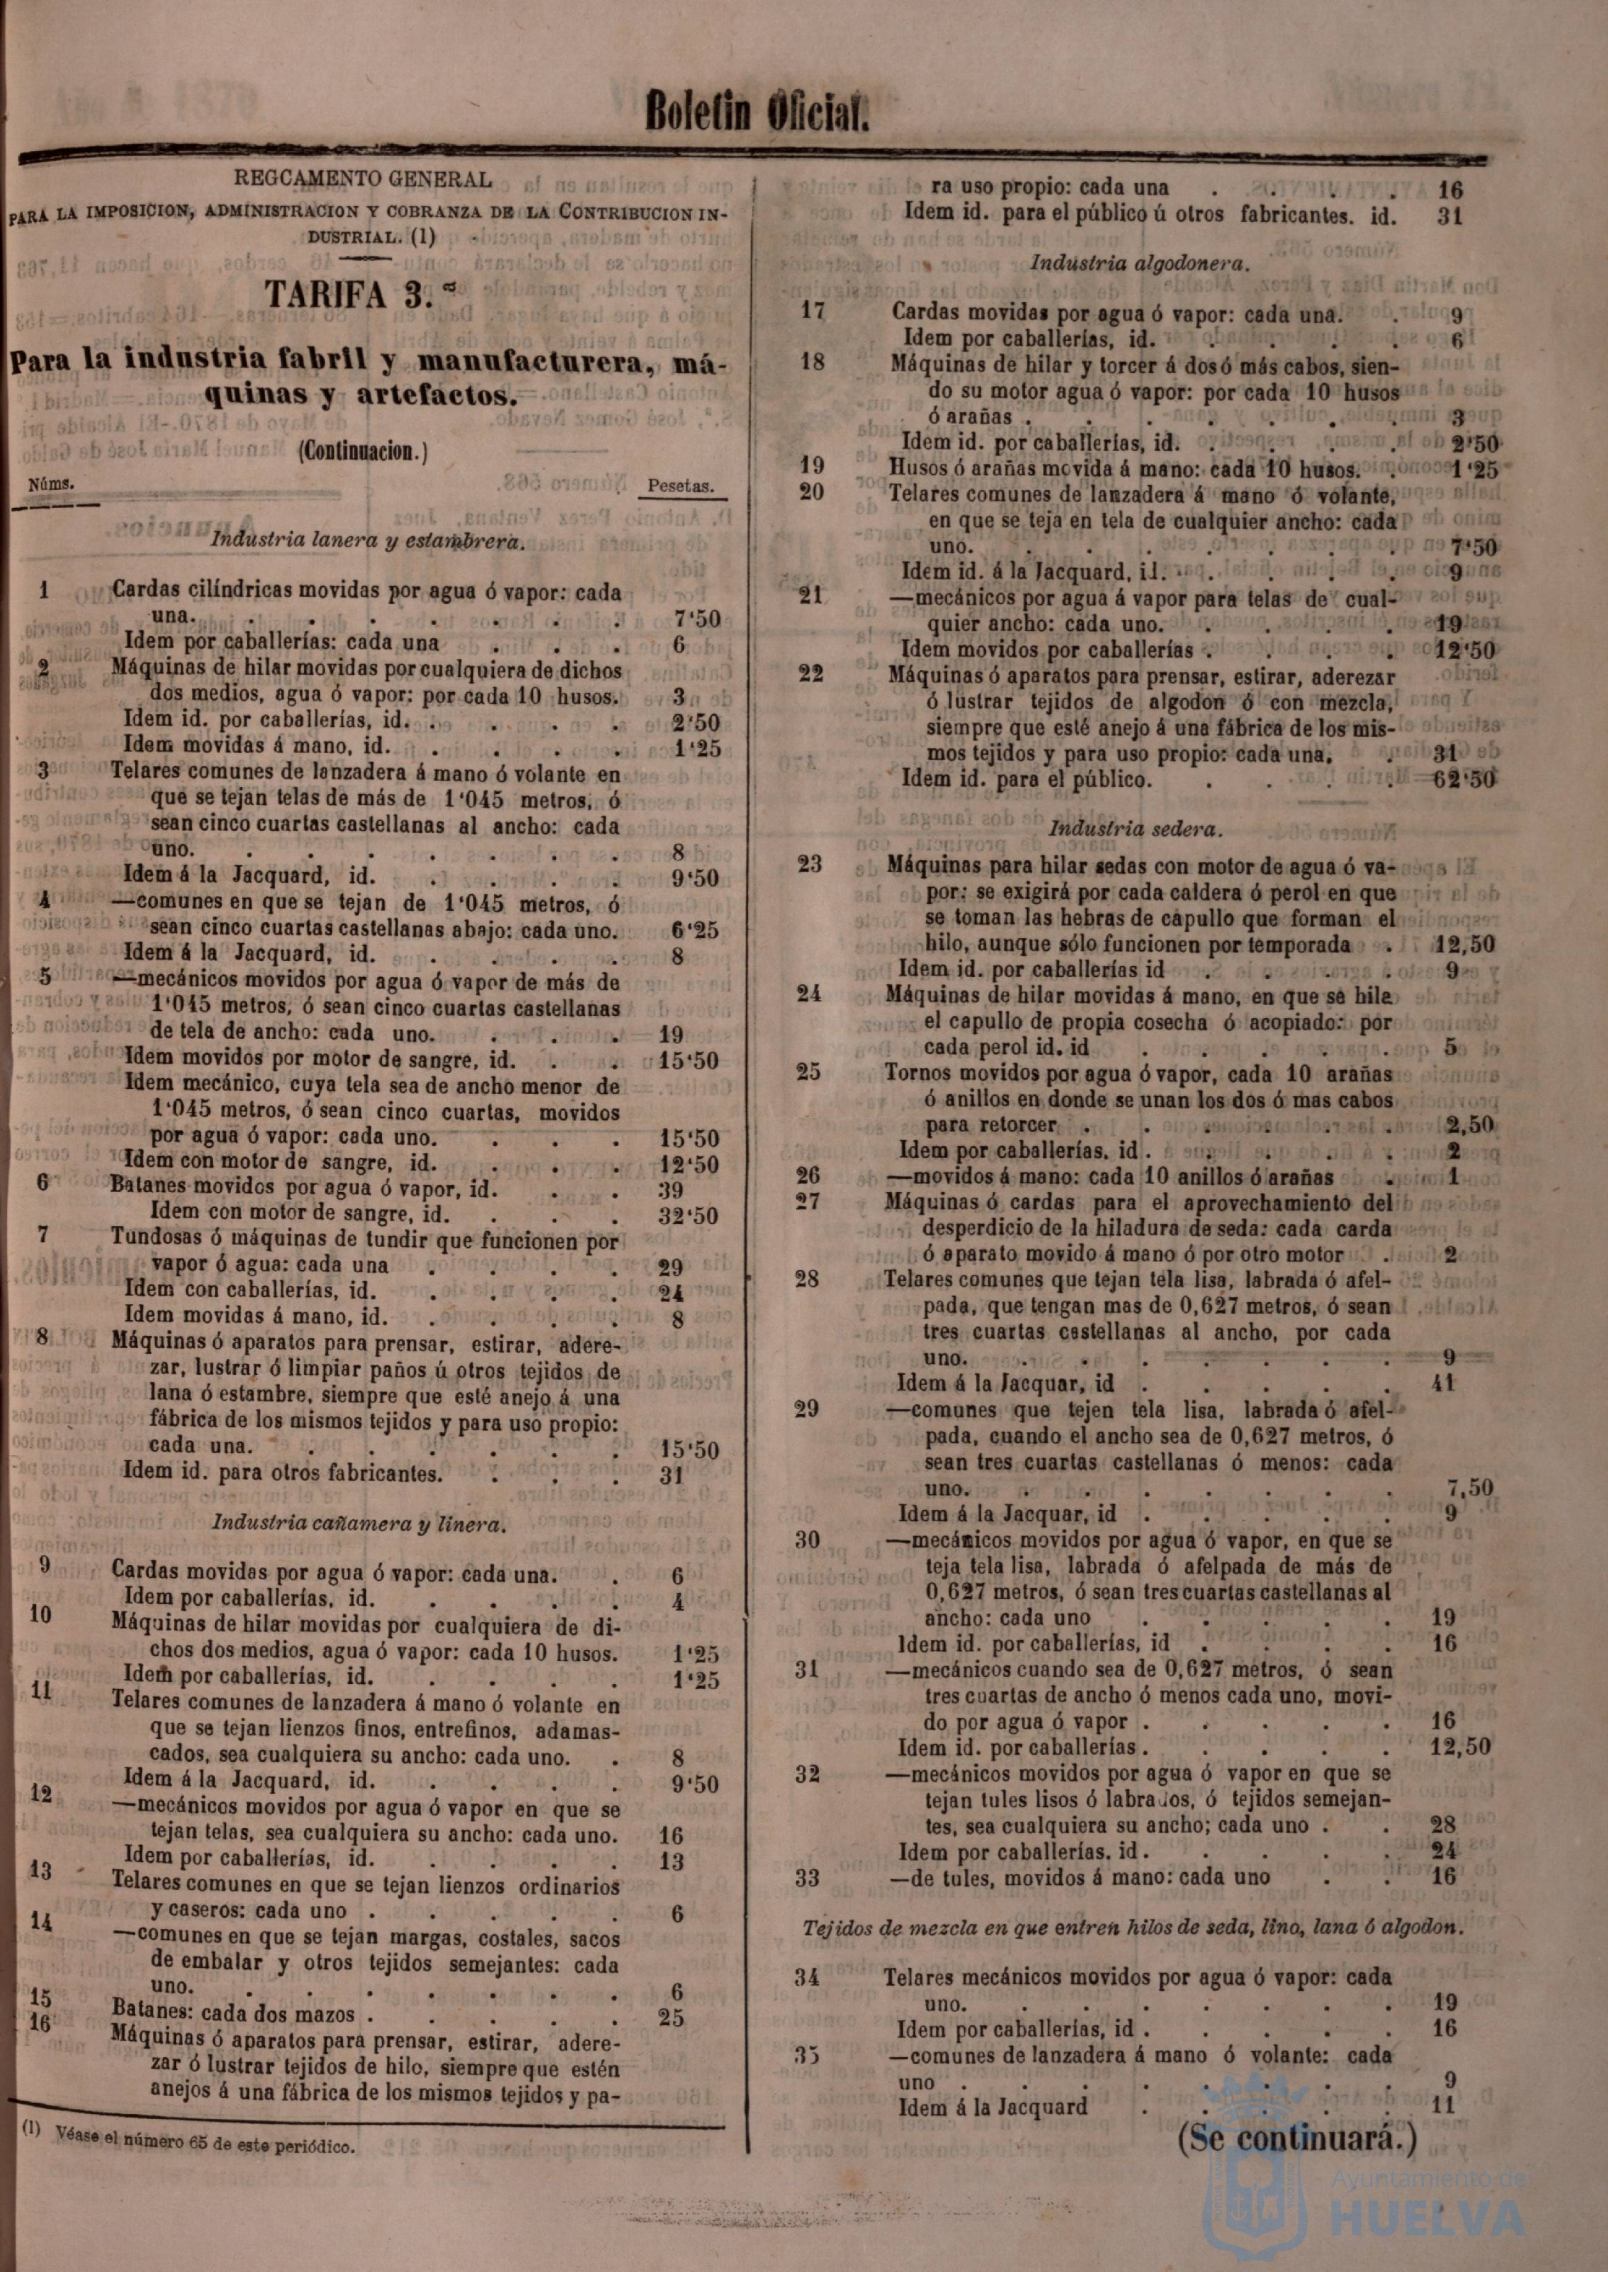 Boletin Oficial.
REGCAMENTO GENERAL
PARA LA IMPOSICION, ADMINISTRACION Y COBRANZA DE LA CONTRIBUCION IN-
DUSTRIAL. (1)
TARIFA 3.ª
Para la industria fabril y manufacturera, má-
quinas y artefactos.
(Continuacion.)
Núms. Pesetas.
Industria lanera y estambrera.
1 Cardas cilíndricas movidas por agua ó vapor: cada
una. . . . . . . . 7'50
Idem por caballerías: cada una . . . 6
2 Máquinas de hilar movidas por cualquiera de dichos
dos medios, agua ó vapor: por cada 10 husos. 3
Idem id. por caballerías, id. . . . . 2'50
Idem movidas á mano, id. . . . . 1'25
3 Telares comunes de lanzadera á mano ó volante en
que se tejan telas de más de 1'045 metros, ó
sean cinco cuartas castellanas al ancho: cada
uno. . . . . . . . 8
Idem á la Jacquard, id. . . . . 9'50
4 —comunes en que se tejan de 1'045 metros, ó
sean cinco cuartas castellanas abajo: cada uno. 6'25
Idem á la Jacquard, id. . . . . 8
5 —mecánicos movidos por agua ó vapor de más de
1'045 metros, ó sean cinco cuartas castellanas
de tela de ancho: cada uno. . . . 19
Idem movidos por motor de sangre, id. . . 15'50
Idem mecánico, cuya tela sea de ancho menor de
1'045 metros, ó sean cinco cuartas, movidos
por agua ó vapor: cada uno. . . . 15'50
Idem con motor de sangre, id. . . . 12'50
6 Batanes movidos por agua ó vapor, id. . . 39
Idem con motor de sangre, id. . . . 32'50
7 Tundosas ó máquinas de tundir que funcionen por
vapor ó agua: cada una . . . . 29
Idem con caballerías, id. . . . . 24
Idem movidas á mano, id. . . . . 8
8 Máquinas ó aparatos para prensar, estirar, adere-
zar, lustrar ó limpiar paños ú otros tejidos de
lana ó estambre, siempre que esté anejo á una
fábrica de los mismos tejidos y para uso propio:
cada una. . . . . . . 15'50
Idem id. para otros fabricantes. . . . 31
Industria cañamera y linera.
9 Cardas movidas por agua ó vapor: cada una. . 6
Idem por caballerías, id. . . . . 4
10 Máquinas de hilar movidas por cualquiera de di-
chos dos medios, agua ó vapor: cada 10 husos. 1'25
Idem por caballerías, id. . . . . 1'25
11 Telares comunes de lanzadera á mano ó volante en
que se tejan lienzos finos, entrefinos, adamas-
cados, sea cualquiera su ancho: cada uno. . 8
Idem á la Jacquard, id. . . . . 9'50
12 —mecánicos movidos por agua ó vapor en que se
tejan telas, sea cualquiera su ancho: cada uno. 16
Idem por caballerías, id. . . . . 13
13 Telares comunes en que se tejan lienzos ordinarios
y caseros: cada uno . . . . . 6
14 —comunes en que se tejan margas, costales, sacos
de embalar y otros tejidos semejantes: cada
uno. . . . . . . . 6
15 Batanes: cada dos mazos . . . . . 25
16 Máquinas ó aparatos para prensar, estirar, adere-
zar ó lustrar tejidos de hilo, siempre que estén
anejos á una fábrica de los mismos tejidos y pa-
(1) Véase el número 65 de este periódico.
ra uso propio: cada una . . . . 16
Idem id. para el público ú otros fabricantes. id. 31
Industria algodonera.
17 Cardas movidas por agua ó vapor: cada una. . 9
Idem por caballerías, id. . . . . 6
18 Máquinas de hilar y torcer á dos ó más cabos, sien-
do su motor agua ó vapor: por cada 10 husos
ó arañas . . . . . . . 3
Idem id. por caballerías, id. . . . . 2'50
19 Husos ó arañas movida á mano: cada 10 husos. . 1'25
20 Telares comunes de lanzadera á mano ó volante,
en que se teja en tela de cualquier ancho: cada
uno. . . . . . . . 7'50
Idem id. á la Jacquard, id. . . . . 9
21 —mecánicos por agua á vapor para telas de cual-
quier ancho: cada uno. . . . . 19
Idem movidos por caballerías . . . . 12'50
22 Máquinas ó aparatos para prensar, estirar, aderezar
ó lustrar tejidos de algodon ó con mezcla,
siempre que esté anejo á una fábrica de los mis-
mos tejidos y para uso propio: cada una. . 31
Idem id. para el público. . . . . 62'50
Industria sedera.
23 Máquinas para hilar sedas con motor de agua ó va-
por: se exigirá por cada caldera ó perol en que
se toman las hebras de capullo que forman el
hilo, aunque sólo funcionen por temporada . 12,50
Idem id. por caballerías id . . . . 9
24 Máquinas de hilar movidas á mano, en que se hila
el capullo de propia cosecha ó acopiado: por
cada perol id. id . . . . . 5
25 Tornos movidos por agua ó vapor, cada 10 arañas
ó anillos en donde se unan los dos ó mas cabos
para retorcer . . . . . . 2,50
Idem por caballerías, id . . . . . 2
26 —movidos á mano: cada 10 anillos ó arañas . 1
27 Máquinas ó cardas para el aprovechamiento del
desperdicio de la hiladura de seda: cada carda
ó aparato movido á mano ó por otro motor . 2
28 Telares comunes que tejan tela lisa, labrada ó afel-
pada, que tengan mas de 0,627 metros, ó sean
tres cuartas castellanas al ancho, por cada
uno. . . . . . . . 9
Idem á la Jacquar, id . . . . . 11
29 —comunes que tejen tela lisa, labrada ó afel-
pada, cuando el ancho sea de 0,627 metros, ó
sean tres cuartas castellanas ó menos: cada
uno. . . . . . . . 7,50
Idem á la Jacquar, id . . . . . 9
30 —mecánicos movidos por agua ó vapor, en que se
teja tela lisa, labrada ó afelpada de más de
0,627 metros, ó sean tres cuartas castellanas al
ancho: cada uno . . . . . 19
Idem id. por caballerías, id . . . . 16
31 —mecánicos cuando sea de 0,627 metros, ó sean
tres cuartas de ancho ó menos cada uno, movi-
do por agua ó vapor . . . . . 16
Idem id. por caballerías . . . . . 12,50
32 —mecánicos movidos por agua ó vapor en que se
tejan tules lisos ó labrados, ó tejidos semejan-
tes, sea cualquiera su ancho; cada uno . . 28
Idem por caballerías, id . . . . . 24
33 —de tules, movidos á mano: cada uno . . 16
Tejidos de mezcla en que entren hilos de seda, lino, lana ó algodon.
34 Telares mecánicos movidos por agua ó vapor: cada
uno. . . . . . . . 19
Idem por caballerías, id . . . . . 16
35 —comunes de lanzadera á mano ó volante: cada
uno . . . . . . . . 9
Idem á la Jacquard . . . . . 11
(Se continuará.)
Ayuntamiento de
HUELVA